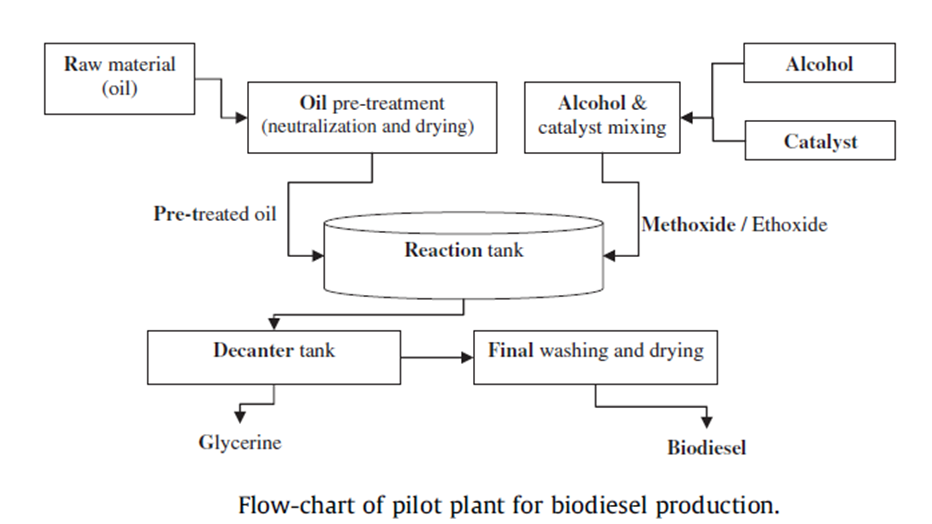 Raw material
(oil)
Alcohol
Oil pre-treatment
(neutralization and drying)
Alcohol &
catalyst mixing
Catalyst
Pre-treated oil
Methoxide / Ethoxide
Reaction tank
Decanter tank
Final washing and drying
Glycerine
Biodiesel
Flow-chart of pilot plant for biodiesel production.